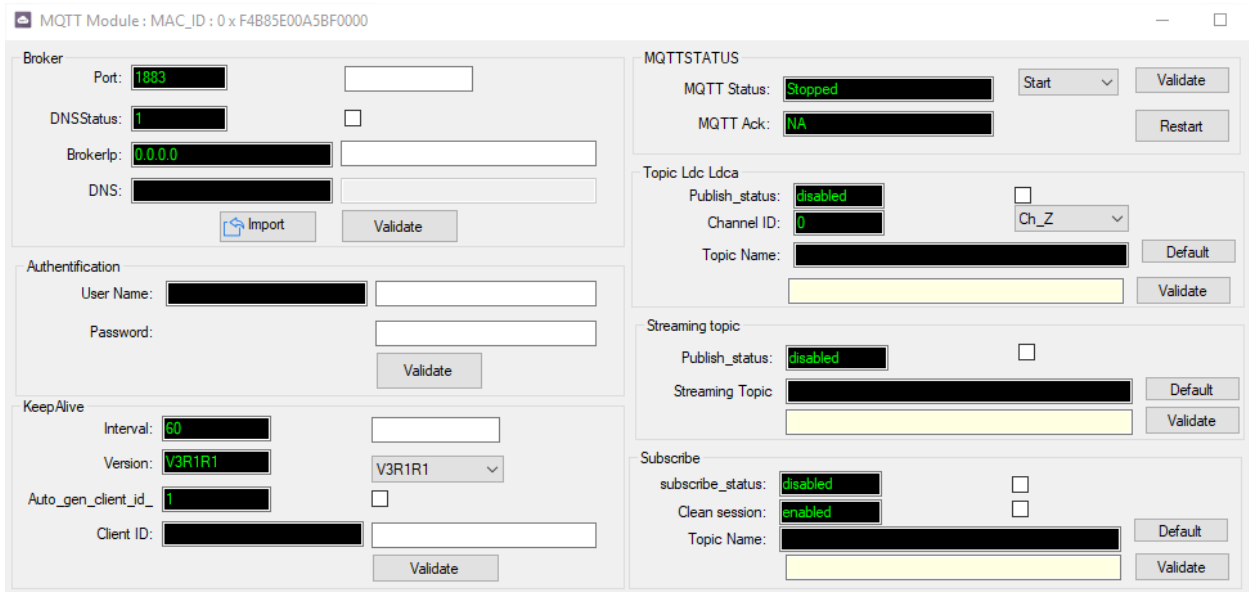 MQTT Module : MAC_ID : 0 x F4B85E00A5BF0000
Broker
Port: 1883
DNSStatus: 1
BrokerIp: 0.0.0.0
DNS:
Import Validate
Authentification
User Name:
Password:
Validate
KeepAlive
Interval: 60
Version: V3R1R1 V3R1R1
Auto_gen_client_id_ 1
Client ID:
Validate
MQTTSTATUS
MQTT Status: Stopped Start Validate
MQTT Ack: NA Restart
Topic Ldc Ldca
Publish_status: disabled
Channel ID: 0 Ch_Z
Topic Name: Default
Validate
Streaming topic
Publish_status: disabled
Streaming Topic Default
Validate
Subscribe
subscribe_status: disabled
Clean session: enabled
Topic Name: Default
Validate